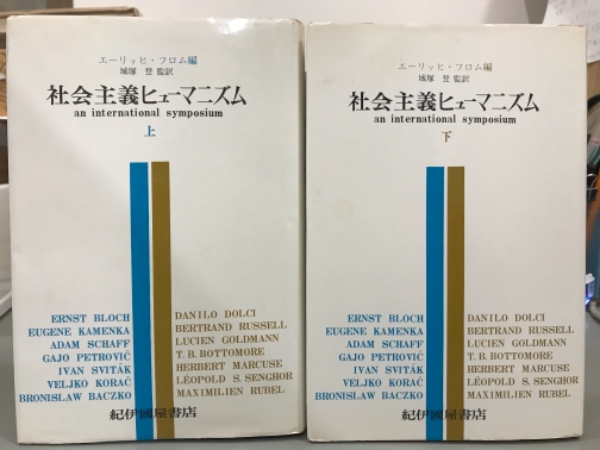 エーリッヒ・フロム編
城塚 登 監訳
社会主義ヒューマニズム
an international symposium
上
ERNST BLOCH
EUGENE KAMENKA
ADAM SCHAFF
GAJO PETROVIČ
IVAN SVITÁK
VELJKO KORAČ
BRONISLAW BACZKO
DANILO DOLCI
BERTRAND RUSSELL
LUCIEN GOLDMANN
T. B. BOTTOMORE
HERBERT MARCUSE
LÉOPOLD S. SENGHOR
MAXIMILIEN RUBEL
紀伊國屋書店
エーリッヒ・フロム編
城塚 登 監訳
社会主義ヒューマニズム
an international symposium
下
ERNST BLOCH
EUGENE KAMENKA
ADAM SCHAFF
GAJO PETROVIČ
IVAN SVITÁK
VELJKO KORAČ
BRONISLAW BACZKO
DANILO DOLCI
BERTRAND RUSSELL
LUCIEN GOLDMANN
T. B. BOTTOMORE
HERBERT MARCUSE
LÉOPOLD S. SENGHOR
MAXIMILIEN RUBEL
紀伊國屋書店